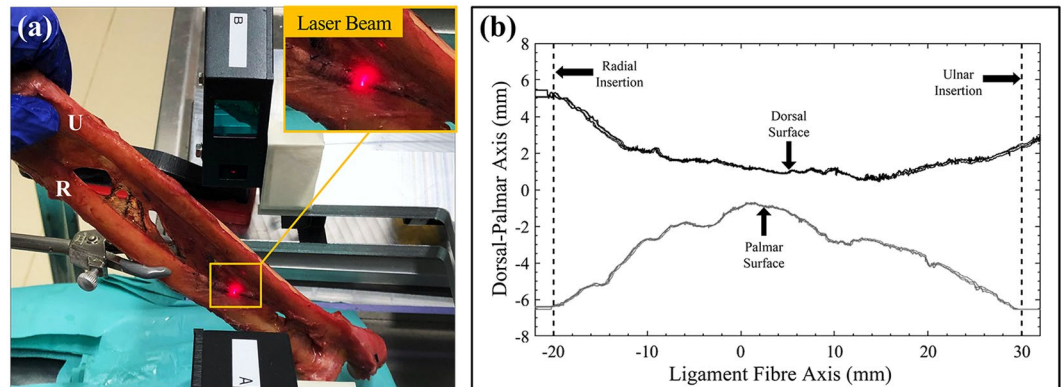 (a)
Laser Beam
B
U
R
A
(b)
8
6
4
2
0
-2
-4
-6
-8
Dorsal-Palmar Axis (mm)
Radial
Insertion
Ulnar
Insertion
Dorsal
Surface
Palmar
Surface
-20
-10
0
10
20
30
Ligament Fibre Axis (mm)